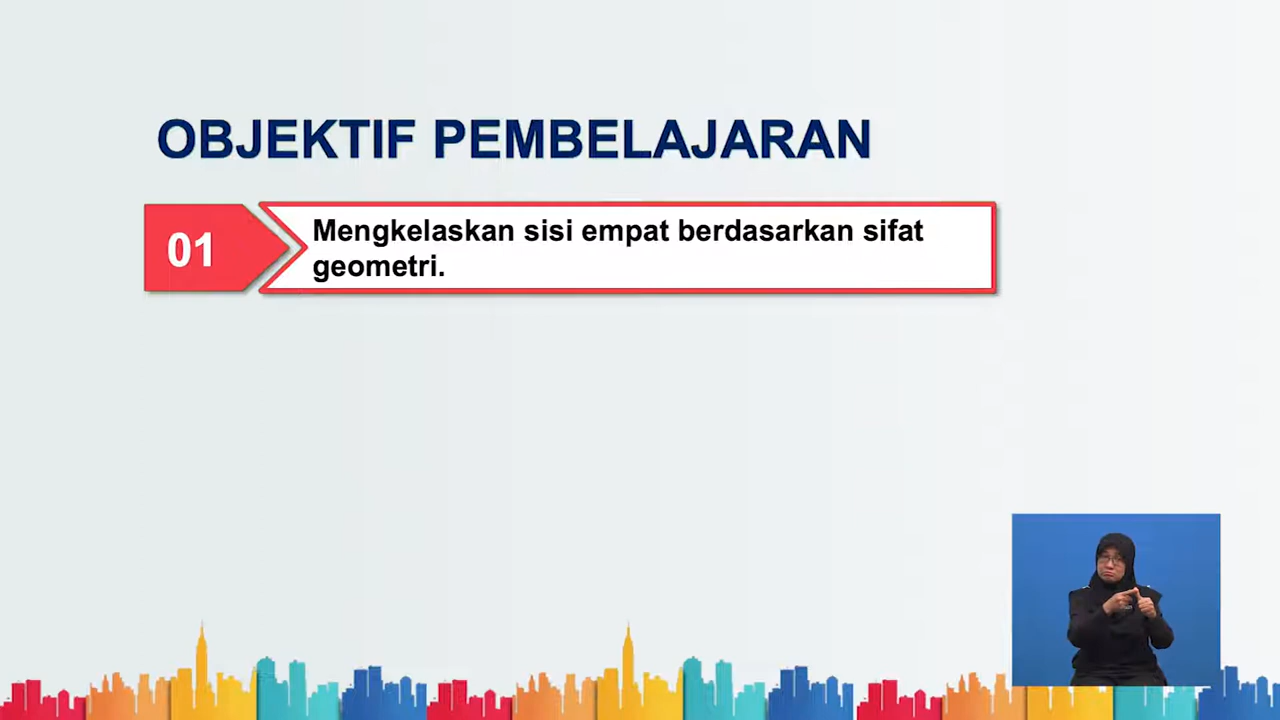 OBJEKTIF PEMBELAJARAN
01
Mengkelaskan sisi empat berdasarkan sifat
geometri.